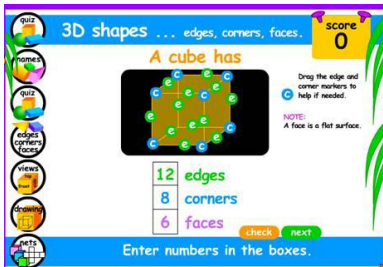 quiz
3D shapes ... edges, corners, faces.
score
0
names
A cube has
quiz
Drag the edge and
corner markers to
C help if needed.
NOTE:
A face is a flat surface.
edges
corners
faces
views
top
front
12 edges
8 corners
6 faces
drawing
check next
nets
Enter numbers in the boxes.